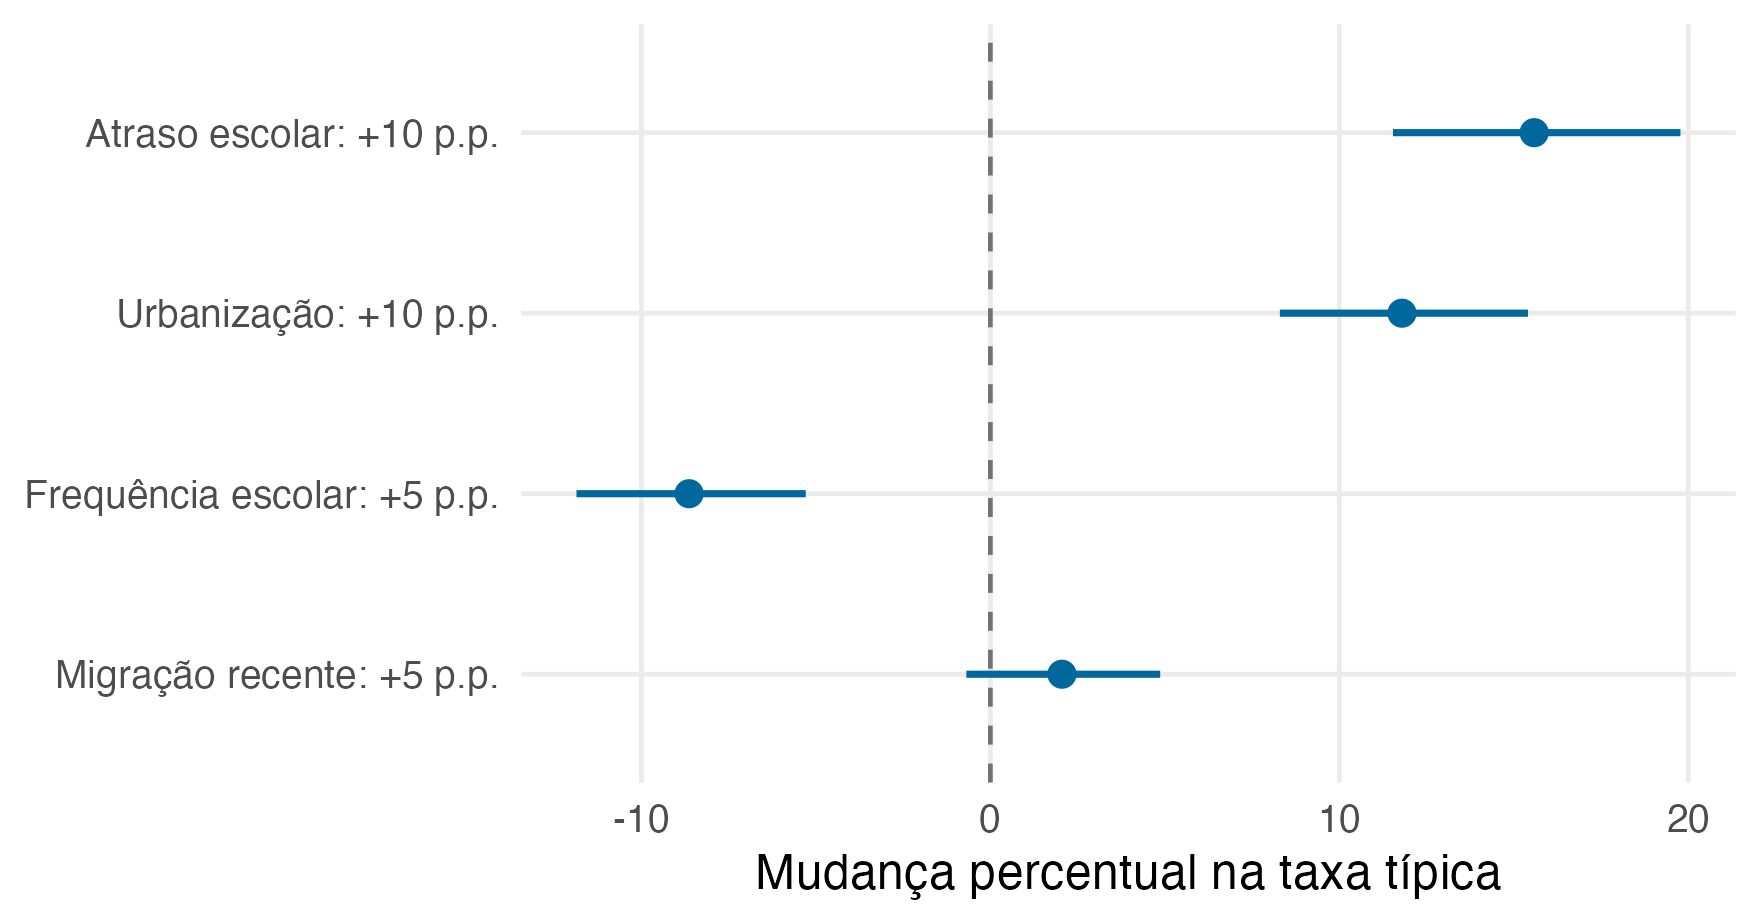 Atraso escolar: +10 p.p.
Urbanização: +10 p.p.
Frequência escolar: +5 p.p.
Migração recente: +5 p.p.
-10 0 10 20
Mudança percentual na taxa típica